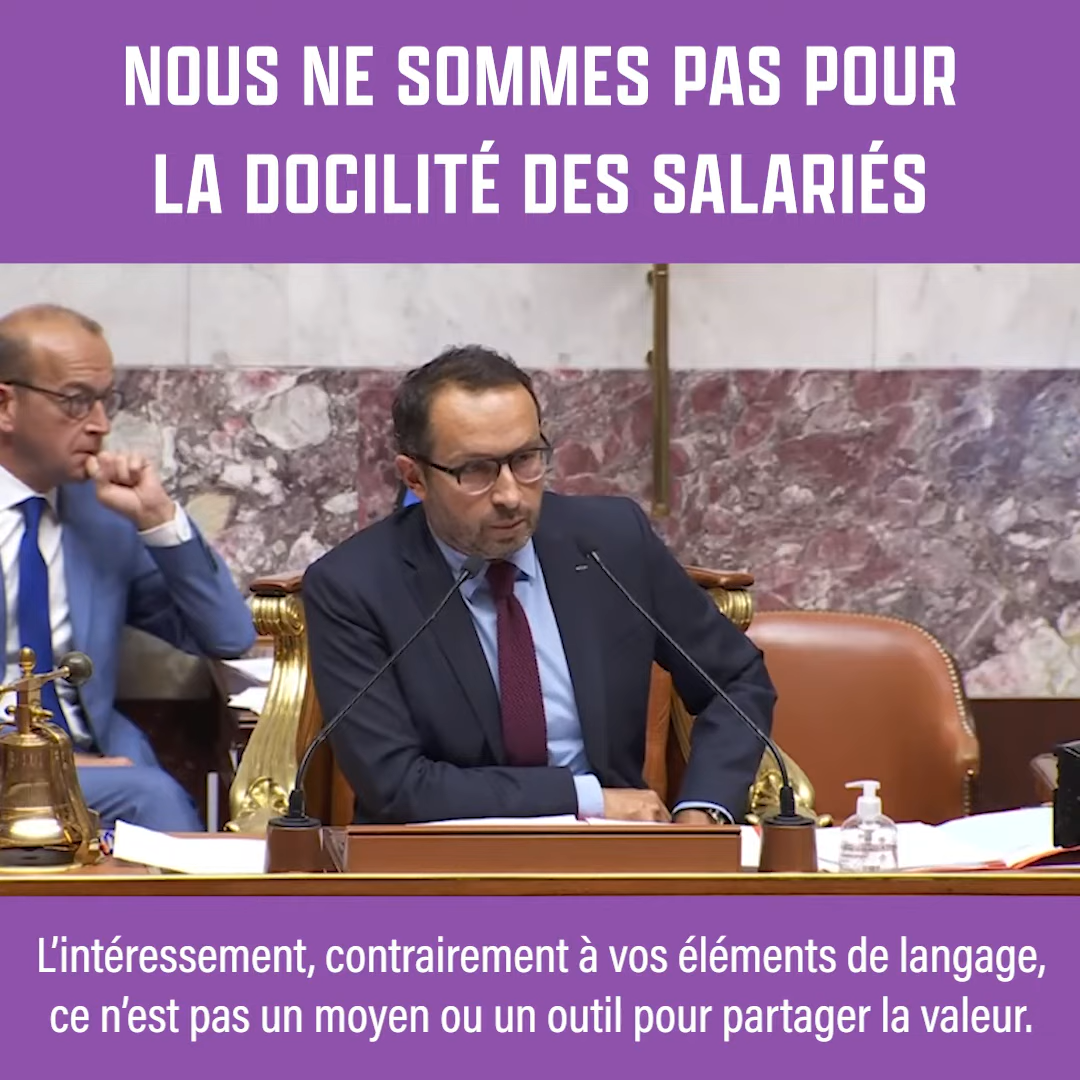 NOUS NE SOMMES PAS POUR
LA DOCILITÉ DES SALARIÉS
L’intéressement, contrairement à vos éléments de langage,
ce n’est pas un moyen ou un outil pour partager la valeur.